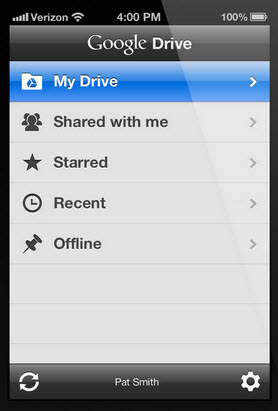 Verizon 4:00 PM 100%
Google Drive
My Drive
Shared with me
Starred
Recent
Offline
Pat Smith